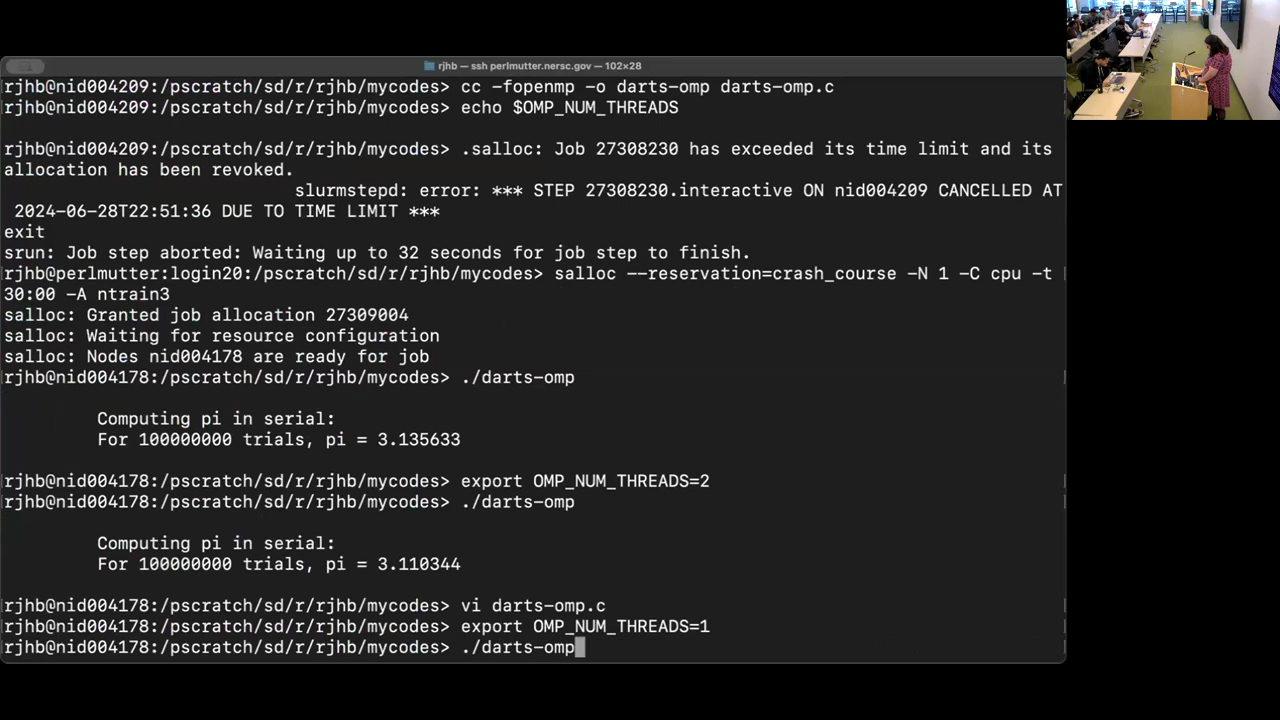 rjhb — ssh perlmutter.nersc.gov — 102×28
rjhb@nid004209:/pscratch/sd/r/rjhb/mycodes> cc -fopenmp -o darts-omp darts-omp.c
rjhb@nid004209:/pscratch/sd/r/rjhb/mycodes> echo $OMP_NUM_THREADS
rjhb@nid004209:/pscratch/sd/r/rjhb/mycodes> .salloc: Job 27308230 has exceeded its time limit and its
allocation has been revoked.
slurmstepd: error: *** STEP 27308230.interactive ON nid004209 CANCELLED AT
2024-06-28T22:51:36 DUE TO TIME LIMIT ***
exit
srun: Job step aborted: Waiting up to 32 seconds for job step to finish.
rjhb@perlmutter:login20:/pscratch/sd/r/rjhb/mycodes> salloc --reservation=crash_course -N 1 -C cpu -t
30:00 -A ntrain3
salloc: Granted job allocation 27309004
salloc: Waiting for resource configuration
salloc: Nodes nid004178 are ready for job
rjhb@nid004178:/pscratch/sd/r/rjhb/mycodes> ./darts-omp
Computing pi in serial:
For 100000000 trials, pi = 3.135633
rjhb@nid004178:/pscratch/sd/r/rjhb/mycodes> export OMP_NUM_THREADS=2
rjhb@nid004178:/pscratch/sd/r/rjhb/mycodes> ./darts-omp
Computing pi in serial:
For 100000000 trials, pi = 3.110344
rjhb@nid004178:/pscratch/sd/r/rjhb/mycodes> vi darts-omp.c
rjhb@nid004178:/pscratch/sd/r/rjhb/mycodes> export OMP_NUM_THREADS=1
rjhb@nid004178:/pscratch/sd/r/rjhb/mycodes> ./darts-omp